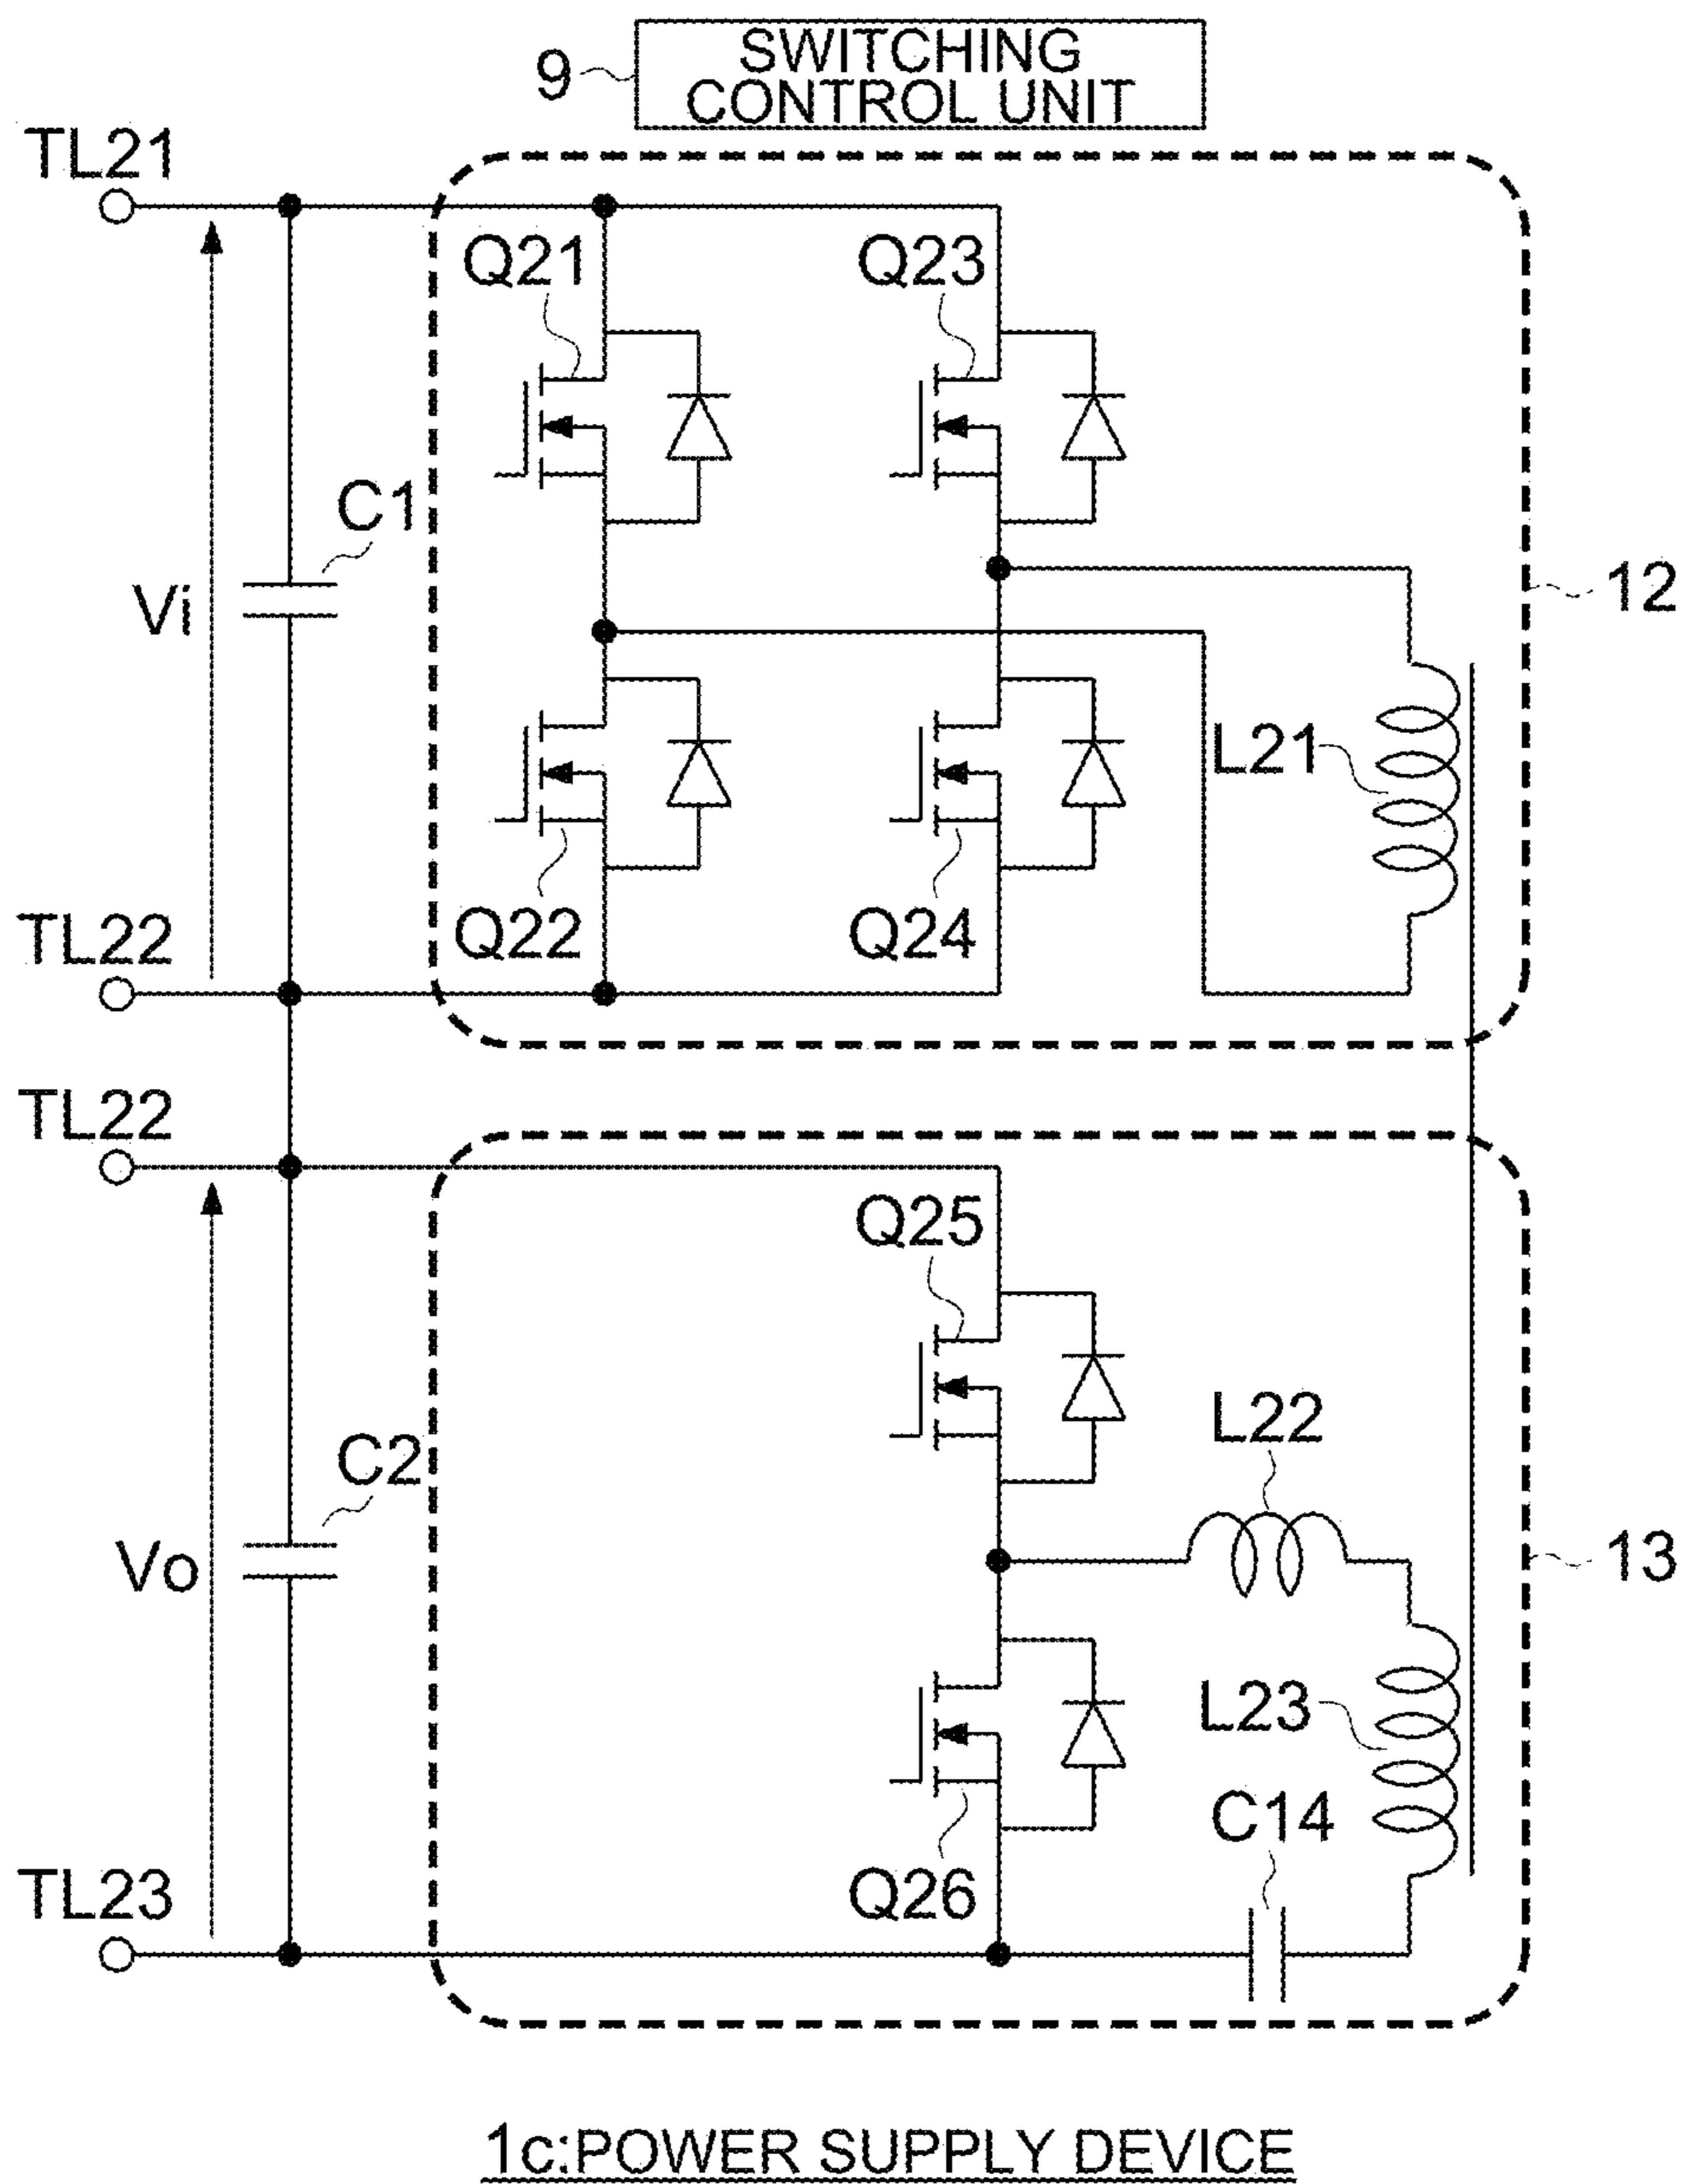 9
SWITCHING
CONTROL UNIT
TL21
Q21
Q23
C1
Vi
12
L21
TL22
Q22
Q24
TL22
Q25
C2
L22
Vo
13
L23
C14
TL23
Q26
1c:POWER SUPPLY DEVICE